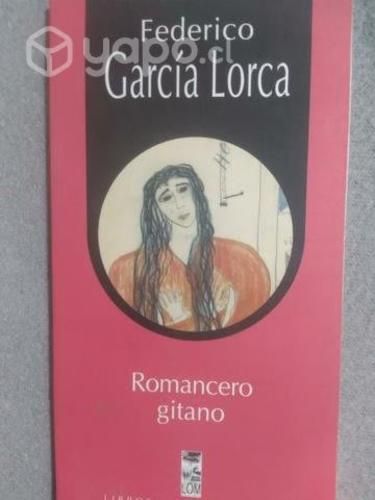 Federico
yapo.cl
García Lorca
Romancero
gitano
LOM